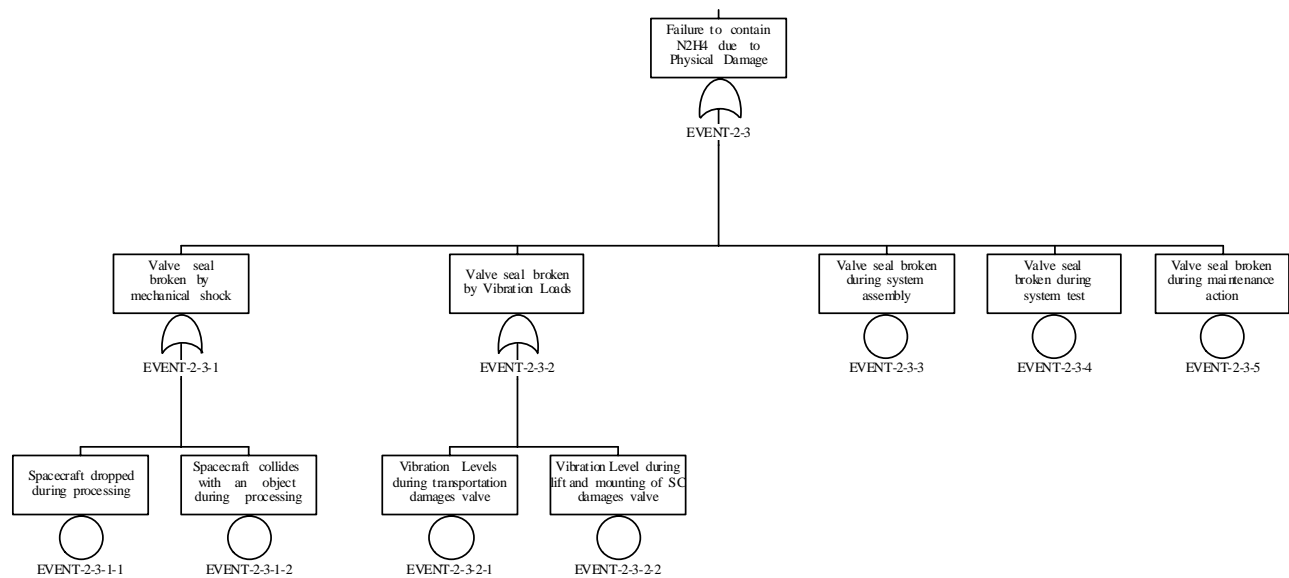 Failure to contain
N2H4 due to
Physical Damage
EVENT-2-3
Valve seal
broken by
mechanical shock
EVENT-2-3-1
Valve seal broken
by Vibration Loads
EVENT-2-3-2
Valve seal broken
during system
assembly
EVENT-2-3-3
Valve seal
broken during
system test
EVENT-2-3-4
Valve seal broken
during maintenance
action
EVENT-2-3-5
Spacecraft dropped
during processing
EVENT-2-3-1-1
Spacecraft collides
with an object
during processing
EVENT-2-3-1-2
Vibration Levels
during transportation
damages valve
EVENT-2-3-2-1
Vibration Level during
lift and mounting of SC
damages valve
EVENT-2-3-2-2